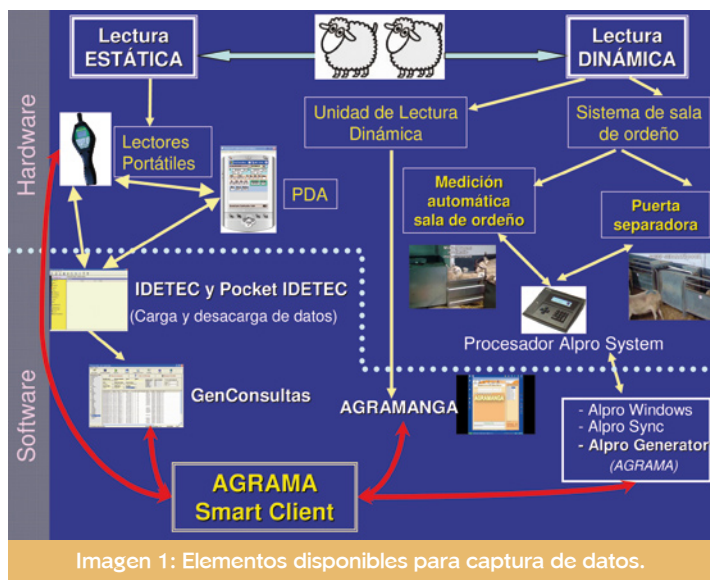 Lectura
ESTÁTICA
Lectura
DINÁMICA
Hardware
Lectores
Portátiles
PDA
Unidad de Lectura
Dinámica
Sistema de sala
de ordeño
Medición
automática
sala de ordeño
Puerta
separadora
IDETEC y Pocket IDETEC
(Carga y desacarga de datos)
Procesador Alpro System
Software
GenConsultas
AGRAMANGA
AGRAMANGA
- Alpro Windows
- Alpro Sync
- Alpro Generator
(AGRAMA)
AGRAMA
Smart Client
Imagen 1: Elementos disponibles para captura de datos.